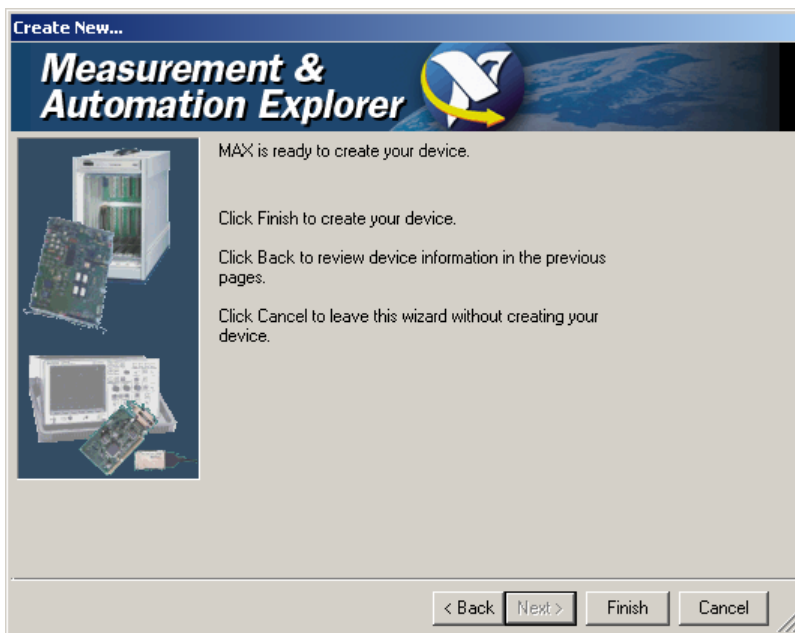 Create New...
Measurement &
Automation Explorer
MAX is ready to create your device.
Click Finish to create your device.
Click Back to review device information in the previous
pages.
Click Cancel to leave this wizard without creating your
device.
< Back Next > Finish Cancel